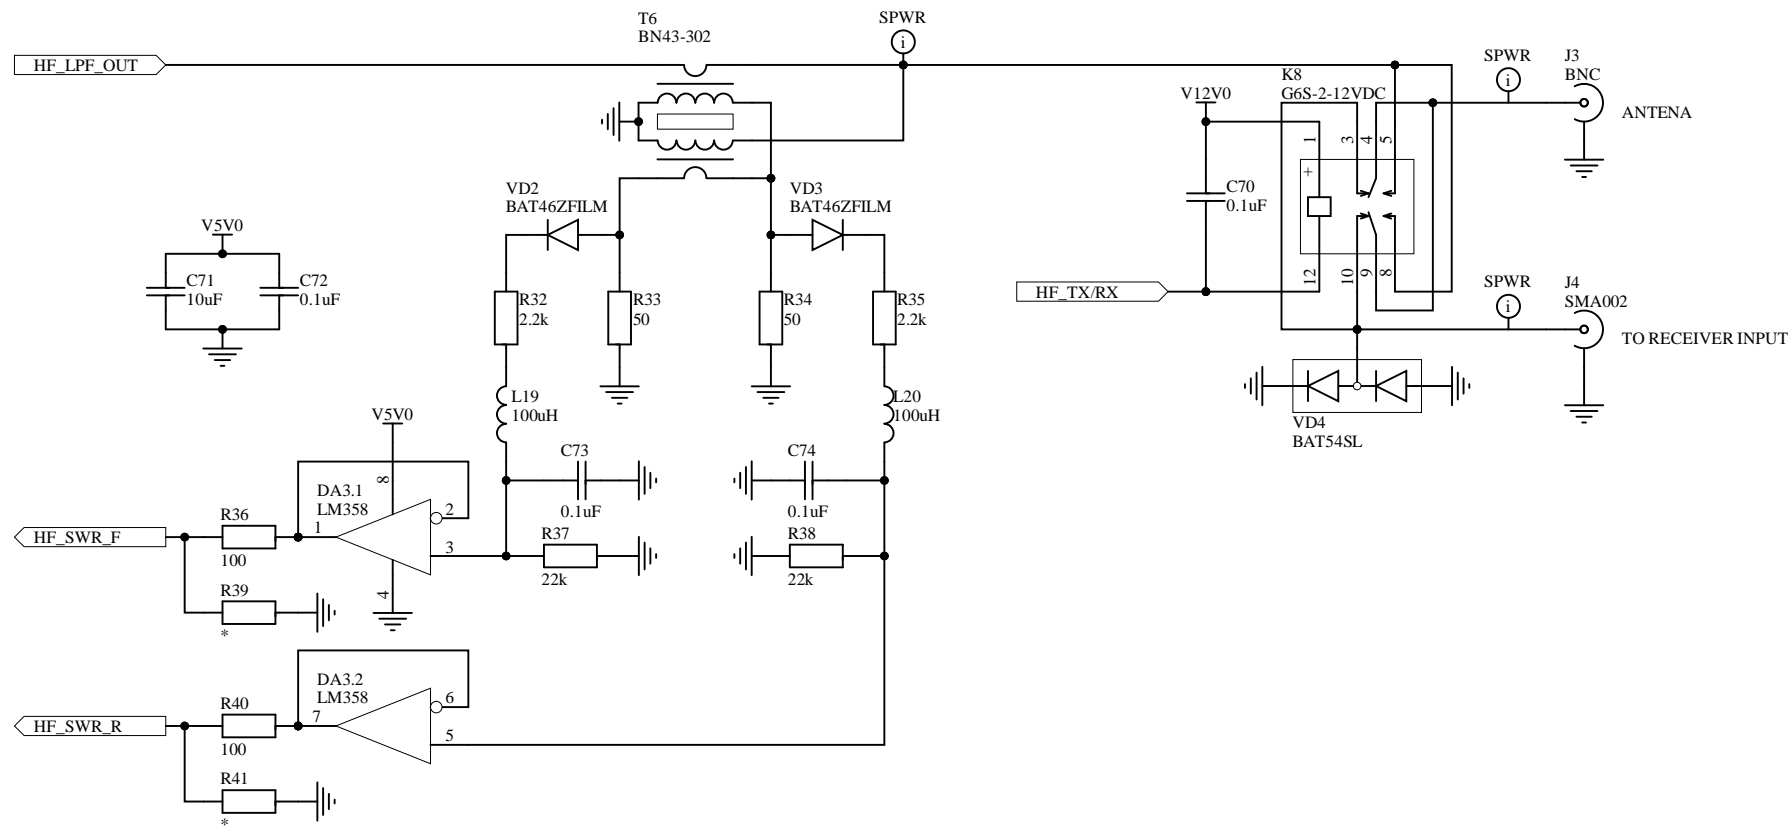 T6
BN43-302
SPWR
i
HF_LPF_OUT
K8
G6S-2-12VDC
V12V0
SPWR
i
J3
BNC
ANTENA
1
3
4
5
+
C70
0.1uF
12
10
9
8
HF_TX/RX
SPWR
i
J4
SMA002
TO RECEIVER INPUT
VD4
BAT54SL
VD2
BAT46ZFILM
VD3
BAT46ZFILM
V5V0
C71
10uF
C72
0.1uF
R32
2.2k
R33
50
R34
50
R35
2.2k
L19
100uH
L20
100uH
V5V0
C73
0.1uF
C74
0.1uF
DA3.1
LM358
8
2
1
3
4
R36
100
HF_SWR_F
R37
22k
R38
22k
R39
*
DA3.2
LM358
6
7
5
R40
100
HF_SWR_R
R41
*